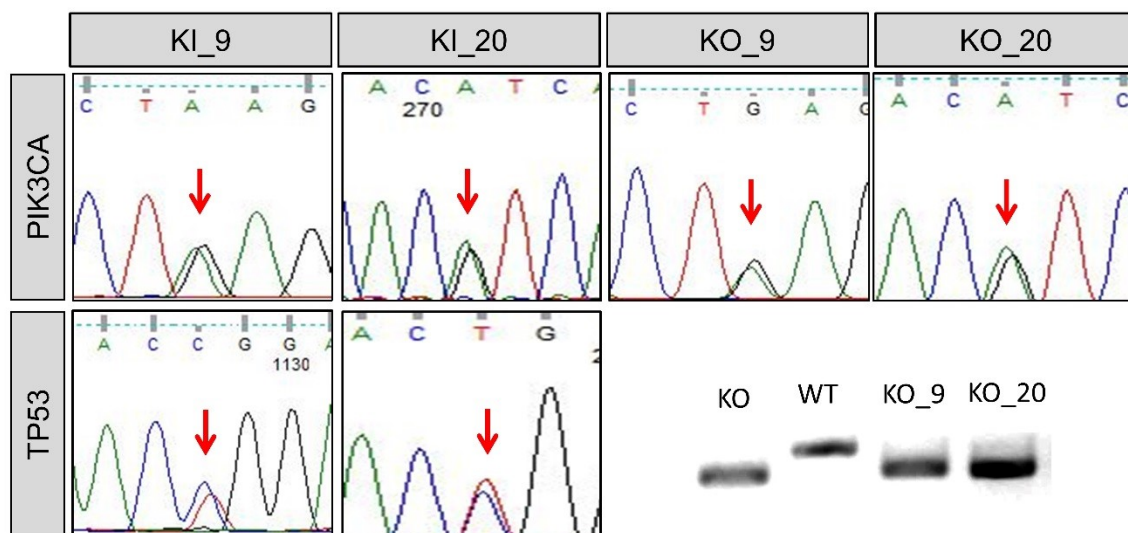 KI_9 KI_20 KO_9 KO_20
PIK3CA
C T A A G
A C A T C
270
C T G A
A C A T C
TP53
A C C G G
1130
A C T G
KO WT KO_9 KO_20